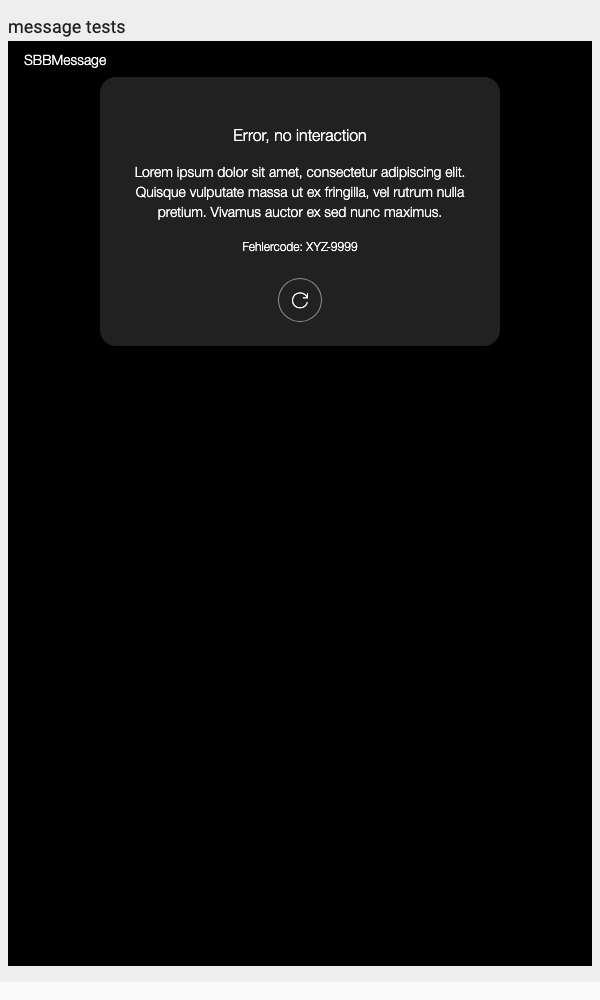 message tests
SBBMessage
Error, no interaction
Lorem ipsum dolor sit amet, consectetur adipiscing elit.
Quisque vulputate massa ut ex fringilla, vel rutrum nulla
pretium. Vivamus auctor ex sed nunc maximus.
Fehlercode: XYZ-9999